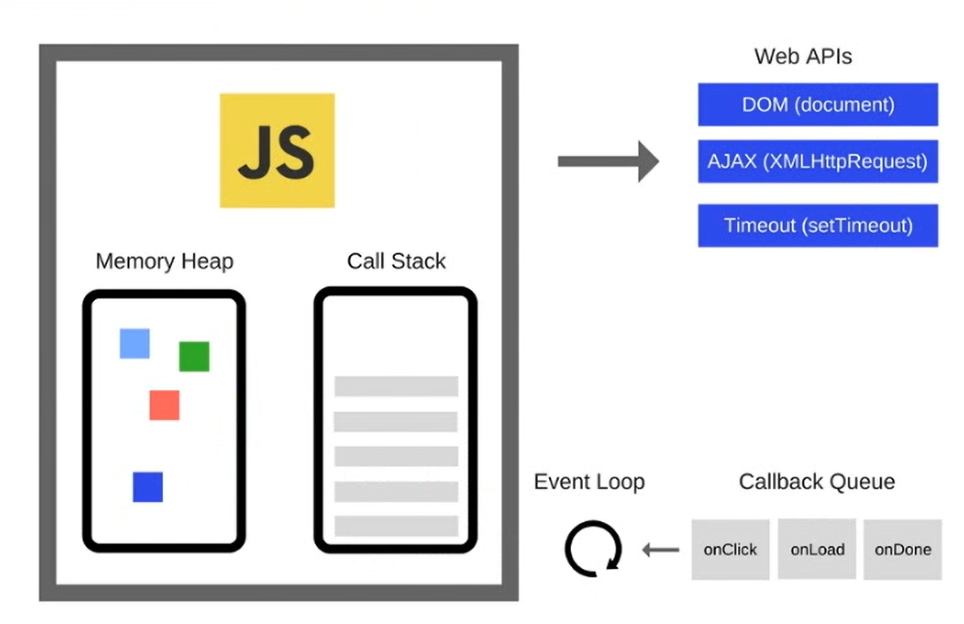 JS
Memory Heap
Call Stack
Web APIs
DOM (document)
AJAX (XMLHttpRequest)
Timeout (setTimeout)
Event Loop
Callback Queue
onClick
onLoad
onDone